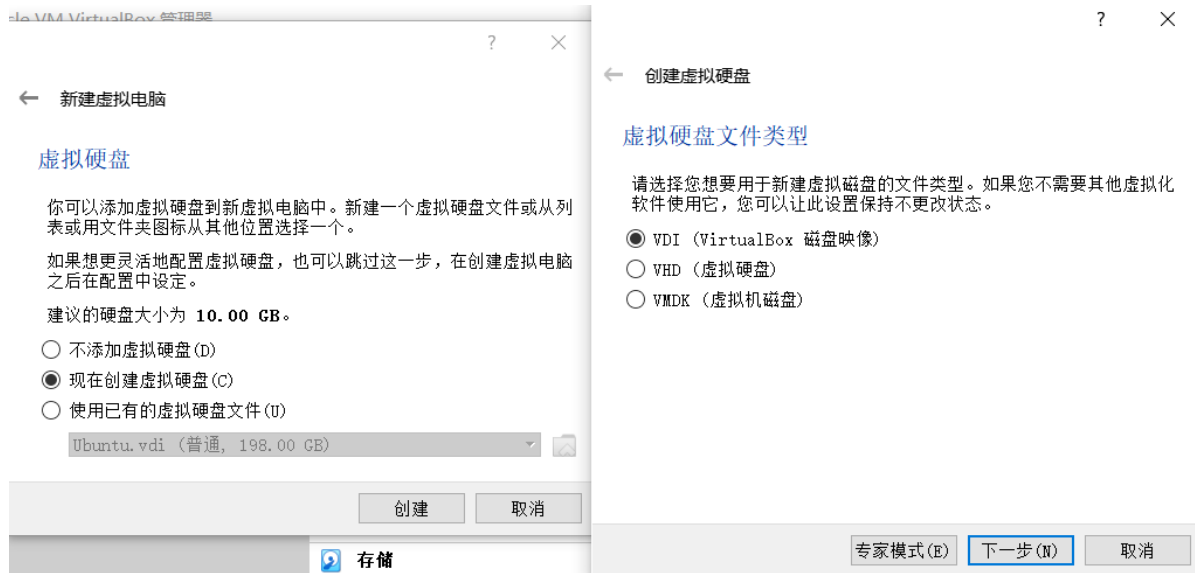 cle VM VirtualBox 管理器
?
新建虚拟电脑
虚拟硬盘
你可以添加虚拟硬盘到新虚拟电脑中。新建一个虚拟硬盘文件或从列
表或用文件夹图标从其他位置选择一个。
如果想更灵活地配置虚拟硬盘，也可以跳过这一步，在创建虚拟电脑
之后在配置中设定。
建议的硬盘大小为 10.00 GB。
不添加虚拟硬盘(D)
现在创建虚拟硬盘(C)
使用已有的虚拟硬盘文件(U)
Ubuntu.vdi (普通, 198.00 GB)
创建
取消
存储
?
创建虚拟硬盘
虚拟硬盘文件类型
请选择您想要用于新建虚拟磁盘的文件类型。如果您不需要其他虚拟化
软件使用它，您可以让此设置保持不更改状态。
VDI (VirtualBox 磁盘映像)
VHD (虚拟硬盘)
VMDK (虚拟机磁盘)
专家模式(E)
下一步(N)
取消